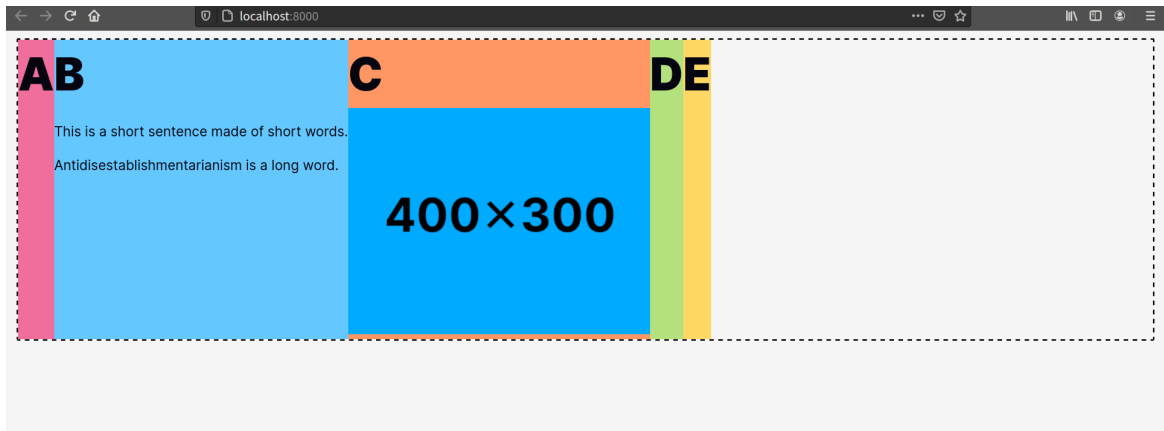 localhost:8000
A B C D E
This is a short sentence made of short words.
Antidisestablishmentarianism is a long word.
400×300